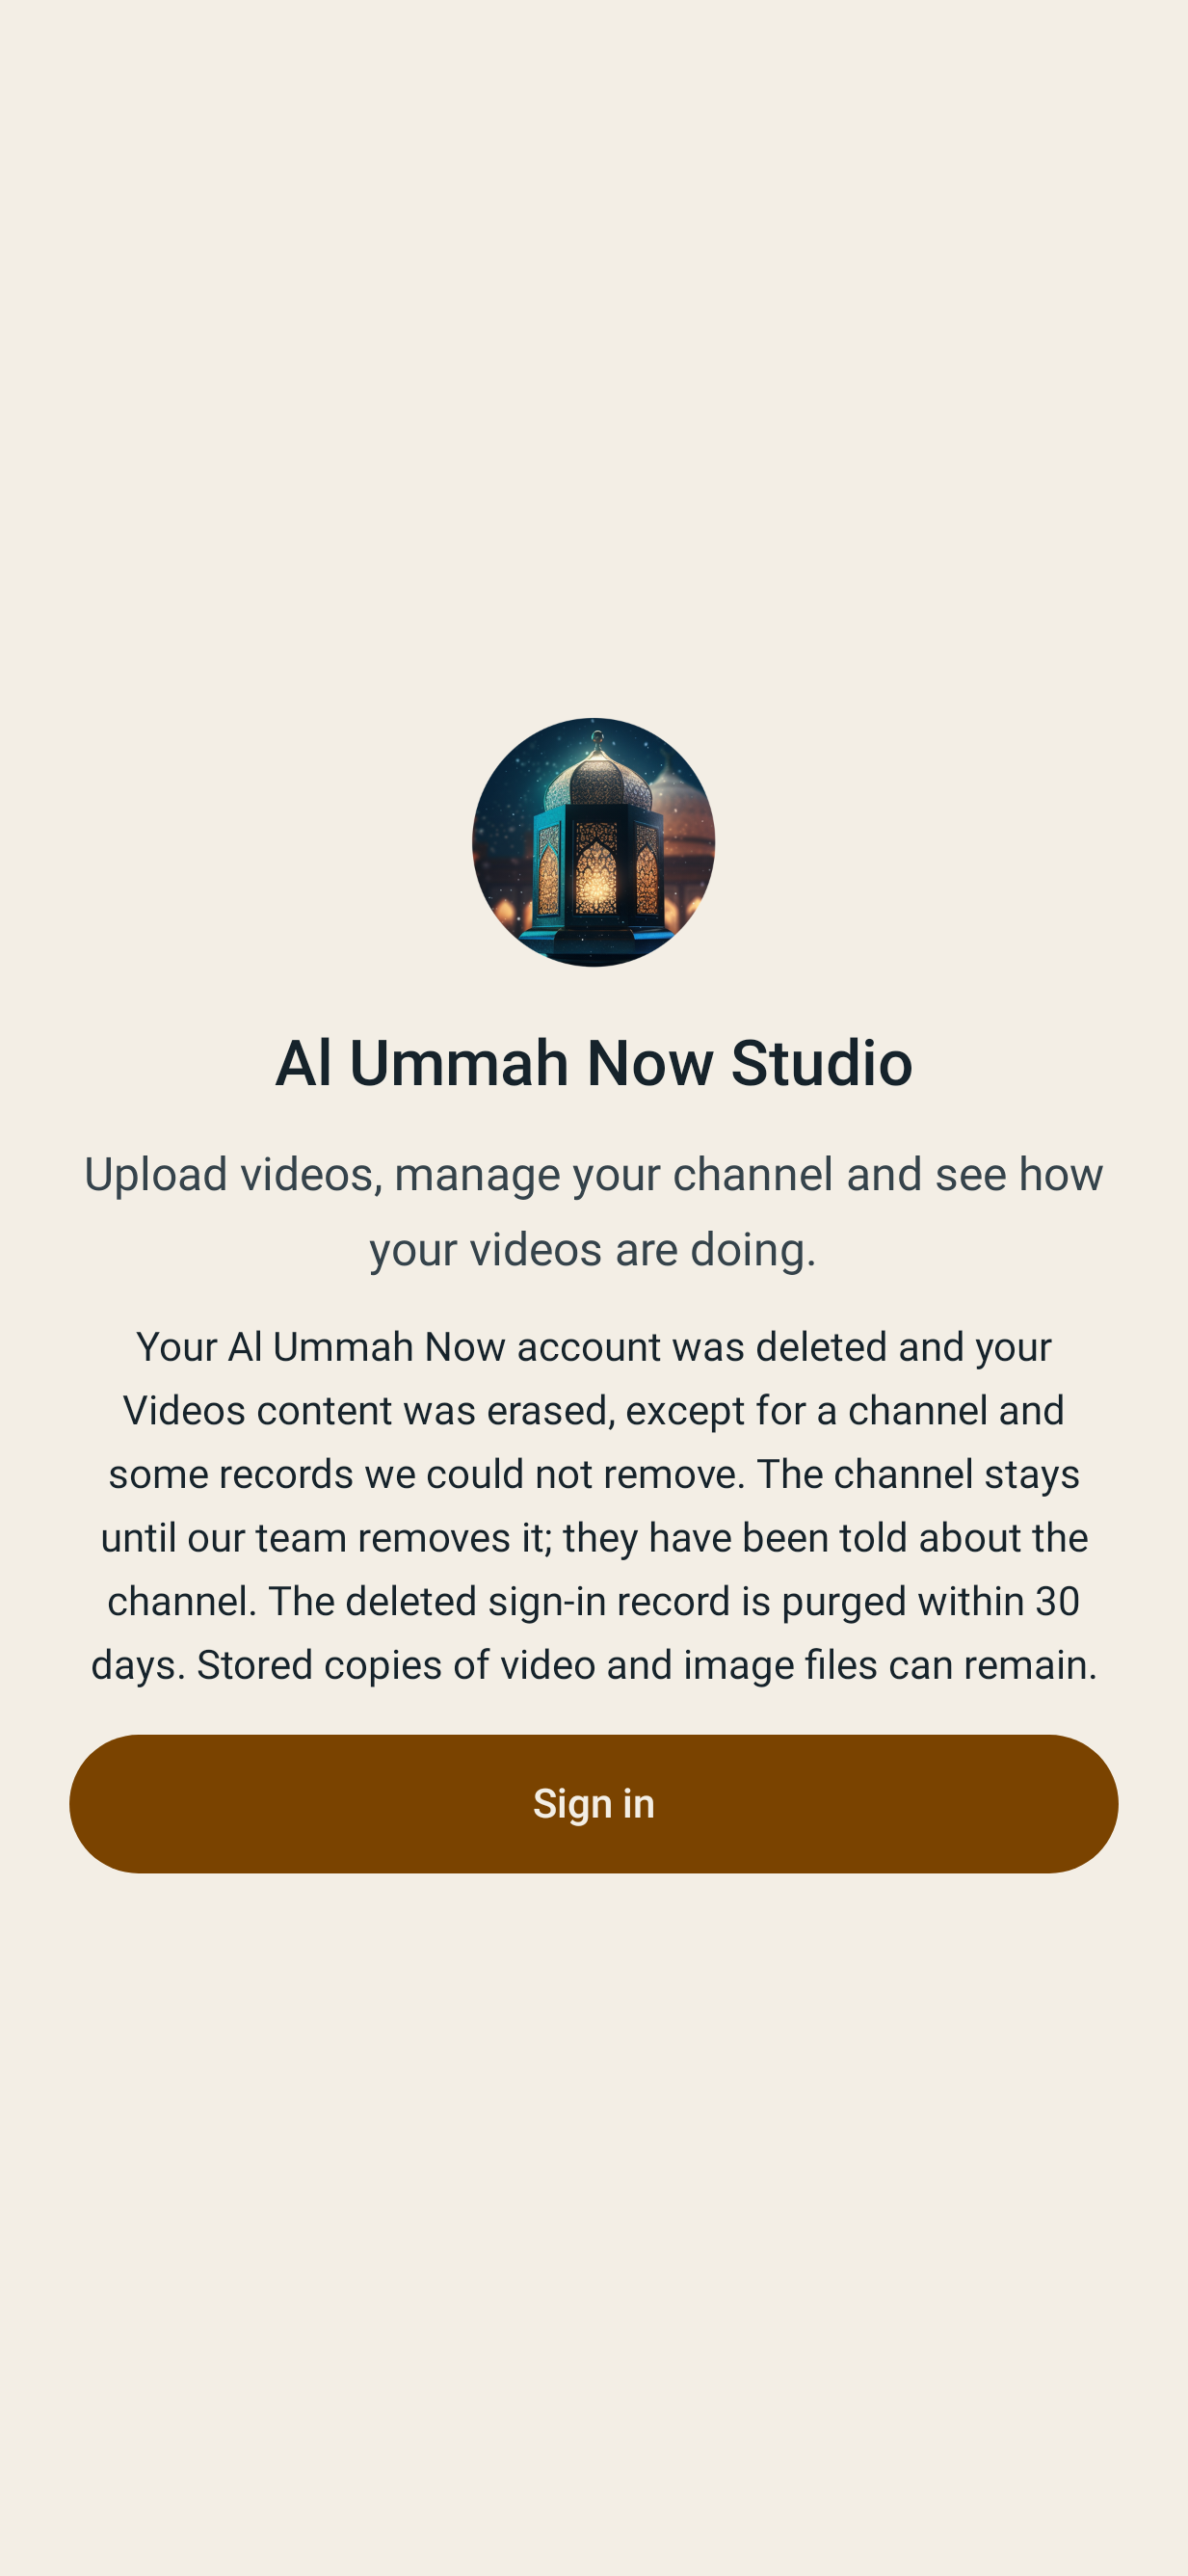 Al Ummah Now Studio
Upload videos, manage your channel and see how
your videos are doing.
Your Al Ummah Now account was deleted and your
Videos content was erased, except for a channel and
some records we could not remove. The channel stays
until our team removes it; they have been told about the
channel. The deleted sign-in record is purged within 30
days. Stored copies of video and image files can remain.
Sign in